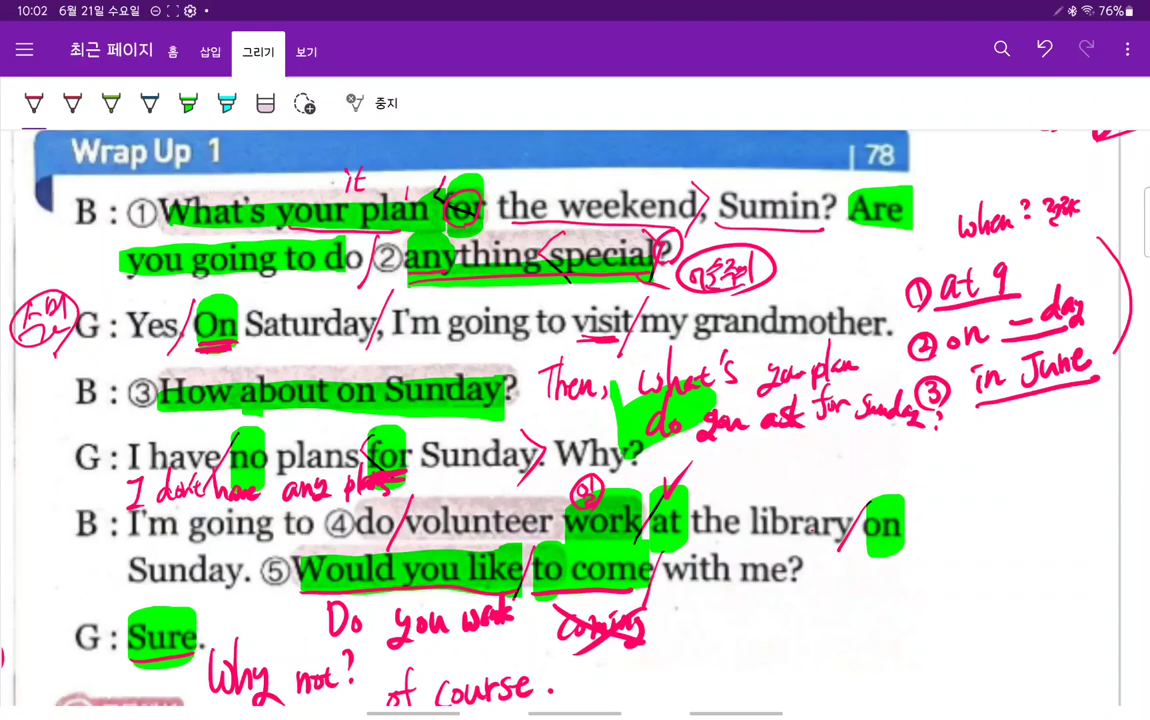 10:02 6월 21일 수요일 76%
최근 페이지 홈 삽입 그리기 보기
중지
Wrap Up 1 | 78
it
B : ①What's your plan for the weekend, Sumin? Are
you going to do ②anything special?
when?
① at 9
G : Yes, On Saturday, I'm going to visit my grandmother.
② on _ day
③ in June
B : ③How about on Sunday?
Then, what's your plan
do you ask for Sunday?
G : I have no plans for Sunday. Why?
I don't have any plans
B : I'm going to ④do volunteer work at the library on
Sunday. ⑤Would you like to come with me?
Do you want coming
G : Sure.
Why not? of course.